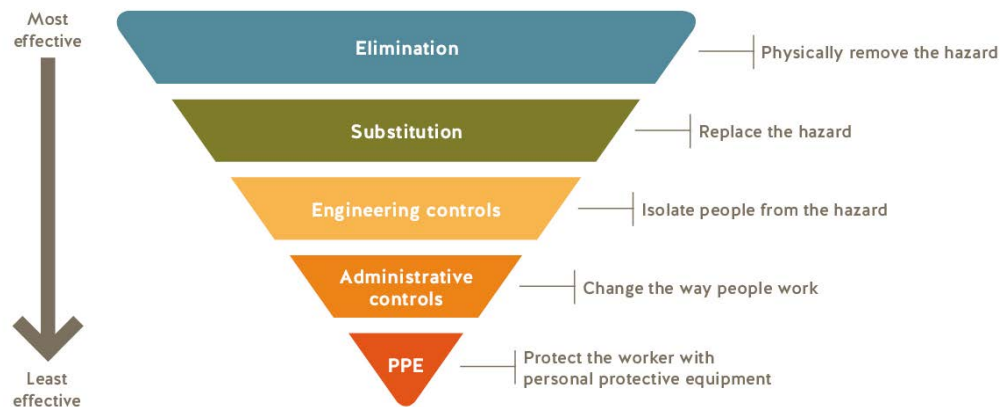 Most
effective
Elimination
Physically remove the hazard
Substitution
Replace the hazard
Engineering controls
Isolate people from the hazard
Administrative
controls
Change the way people work
PPE
Protect the worker with
personal protective equipment
Least
effective